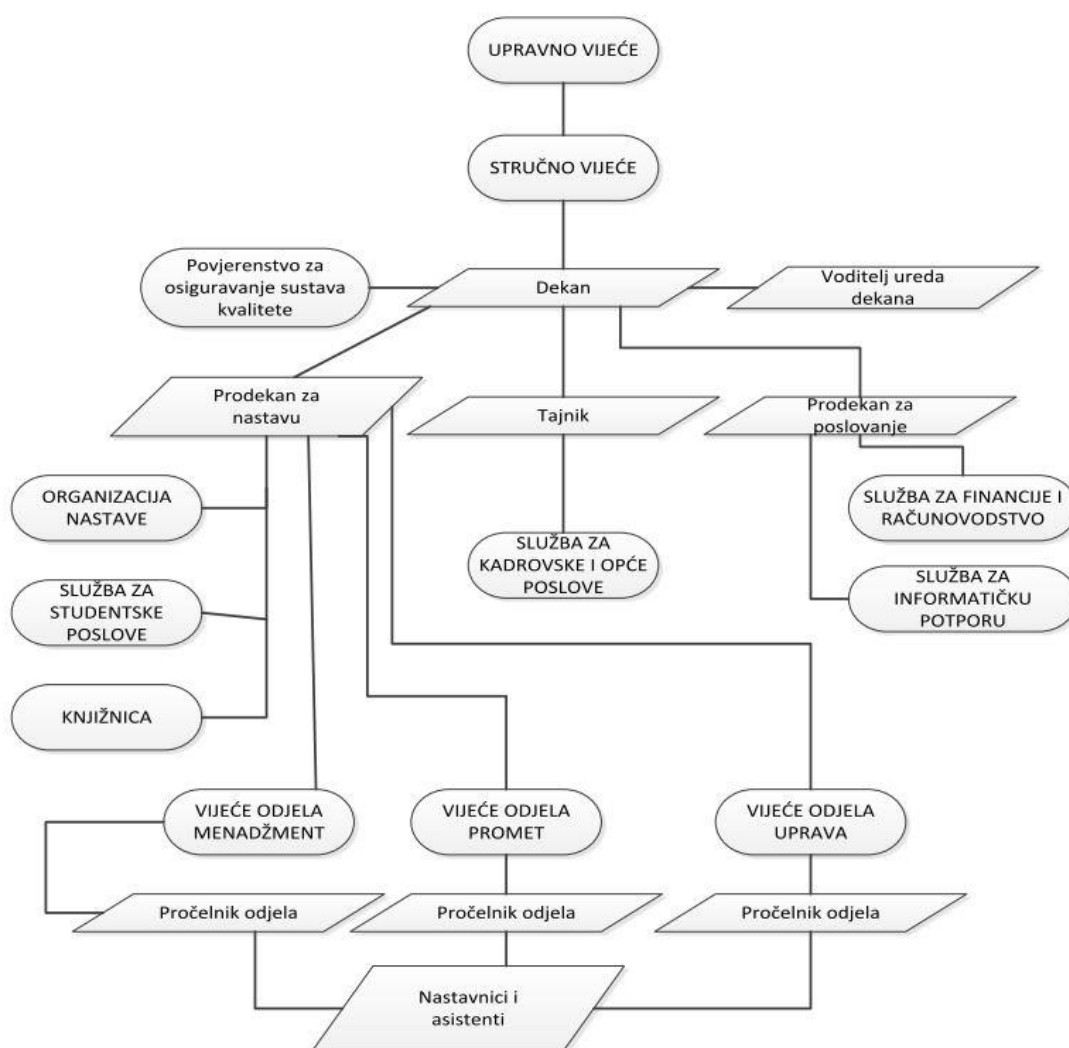 UPRAVNO VIJEĆE
STRUČNO VIJEĆE
Povjerenstvo za
osiguravanje sustava
kvalitete
Dekan
Voditelj ureda
dekana
Prodekan za
nastavu
Tajnik
Prodekan za
poslovanje
ORGANIZACIJA
NASTAVE
SLUŽBA ZA FINANCIJE I
RAČUNOVODSTVO
SLUŽBA ZA
KADROVSKE I OPĆE
POSLOVE
SLUŽBA ZA
STUDENTSKE
POSLOVE
SLUŽBA ZA
INFORMATIČKU
POTPORU
KNJIŽNICA
VIJEĆE ODJELA
MENADŽMENT
VIJEĆE ODJELA
PROMET
VIJEĆE ODJELA
UPRAVA
Pročelnik odjela
Pročelnik odjela
Pročelnik odjela
Nastavnici i
asistenti